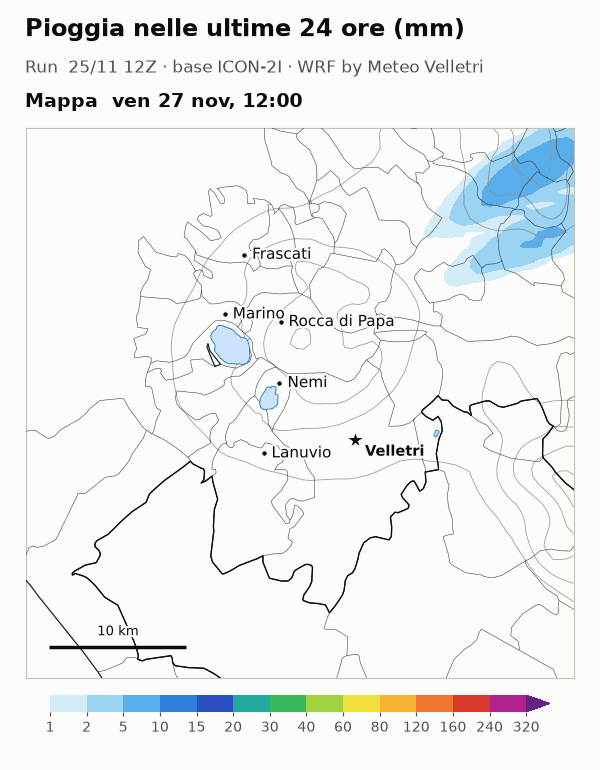 Pioggia nelle ultime 24 ore (mm)
Run 25/11 12Z · base ICON-2I · WRF by Meteo Velletri
Mappa ven 27 nov, 12:00
Frascati
Marino
Rocca di Papa
Nemi
Velletri
Lanuvio
10 km
1 2 5 10 15 20 30 40 60 80 120 160 240 320